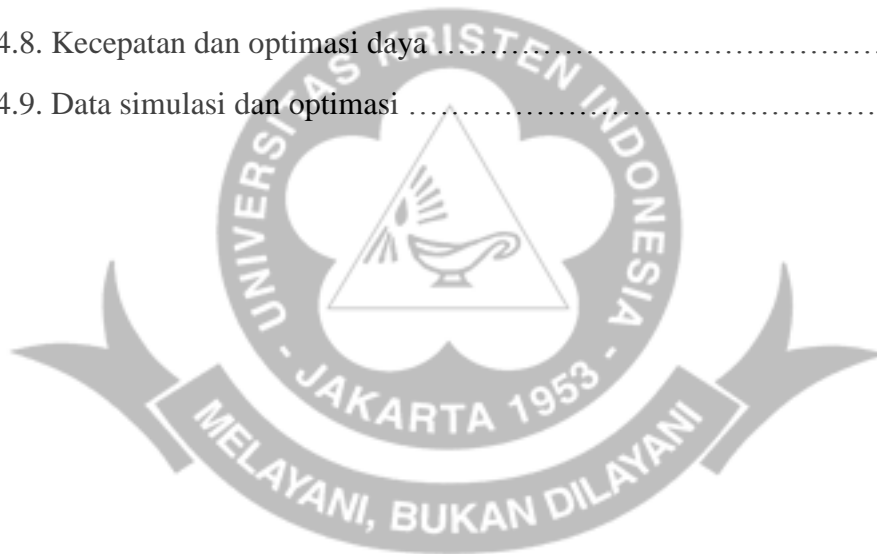 4.8. Kecepatan dan optimasi daya ……………………………………….
4.9. Data simulasi dan optimasi ………………………………………….
UNIVERSITAS KRISTEN INDONESIA
- JAKARTA 1953 -
MELAYANI, BUKAN DILAYANI